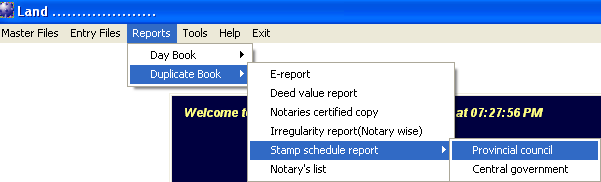 Land .......................
Master Files Entry Files Reports Tools Help Exit
Day Book
Duplicate Book
E-report
Deed value report
Notaries certified copy
Irregularity report(Notary wise)
Stamp schedule report
Notary's list
Provincial council
Central government
Welcome to
at 07:27:56 PM